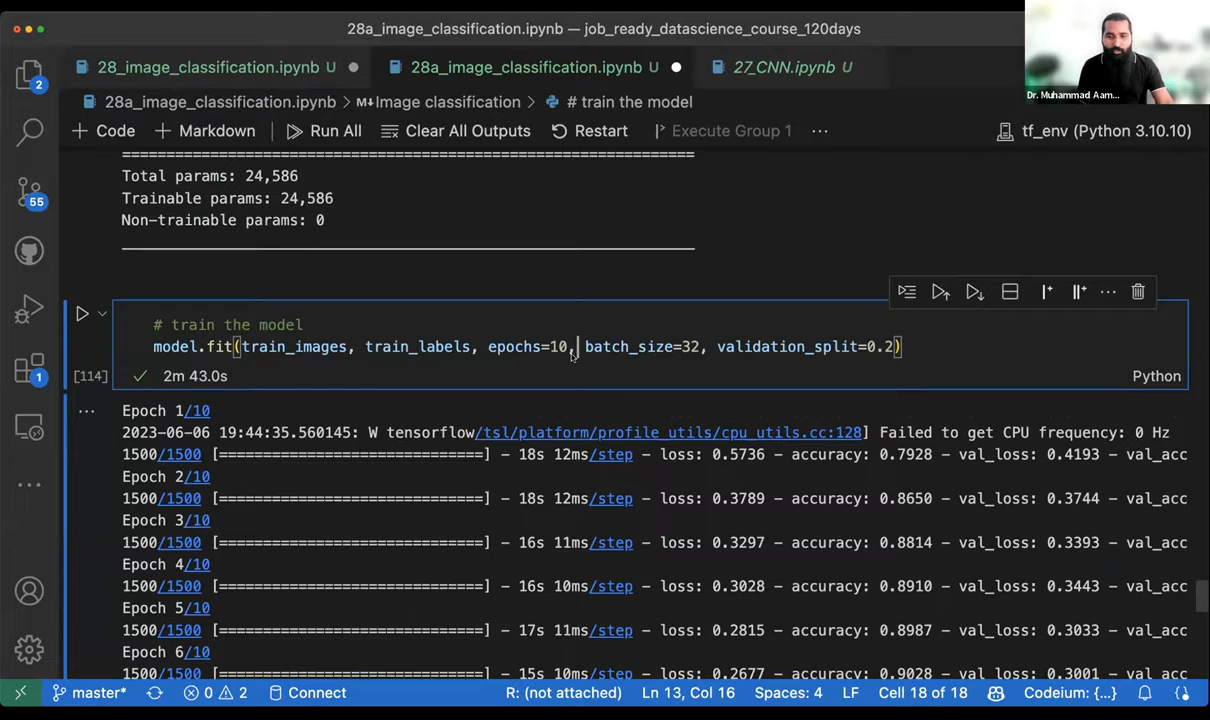 28a_image_classification.ipynb — job_ready_datascience_course_120days
Dr. Muhammad Aam...
28_image_classification.ipynb U
28a_image_classification.ipynb U
27_CNN.ipynb U
28a_image_classification.ipynb > M↓Image classification > # train the model
+ Code + Markdown Run All Clear All Outputs Restart Execute Group 1 ... tf_env (Python 3.10.10)
2
55
1
=================================================================
Total params: 24,586
Trainable params: 24,586
Non-trainable params: 0
_________________________________________________________________
# train the model
model.fit(train_images, train_labels, epochs=10, batch_size=32, validation_split=0.2)
[114] ✓ 2m 43.0s Python
... Epoch 1/10
2023-06-06 19:44:35.560145: W tensorflow/tsl/platform/profile_utils/cpu_utils.cc:128] Failed to get CPU frequency: 0 Hz
1500/1500 [==============================] - 18s 12ms/step - loss: 0.5736 - accuracy: 0.7928 - val_loss: 0.4193 - val_acc
Epoch 2/10
1500/1500 [==============================] - 18s 12ms/step - loss: 0.3789 - accuracy: 0.8650 - val_loss: 0.3744 - val_acc
Epoch 3/10
1500/1500 [==============================] - 16s 11ms/step - loss: 0.3297 - accuracy: 0.8814 - val_loss: 0.3393 - val_acc
Epoch 4/10
1500/1500 [==============================] - 16s 10ms/step - loss: 0.3028 - accuracy: 0.8910 - val_loss: 0.3443 - val_acc
Epoch 5/10
1500/1500 [==============================] - 17s 11ms/step - loss: 0.2815 - accuracy: 0.8987 - val_loss: 0.3033 - val_acc
Epoch 6/10
1500/1500 [==============================] - 15s 10ms/step - loss: 0.2677 - accuracy: 0.9028 - val_loss: 0.3001 - val_acc
master* 0 2 Connect R: (not attached) Ln 13, Col 16 Spaces: 4 LF Cell 18 of 18 Codeium: {...}